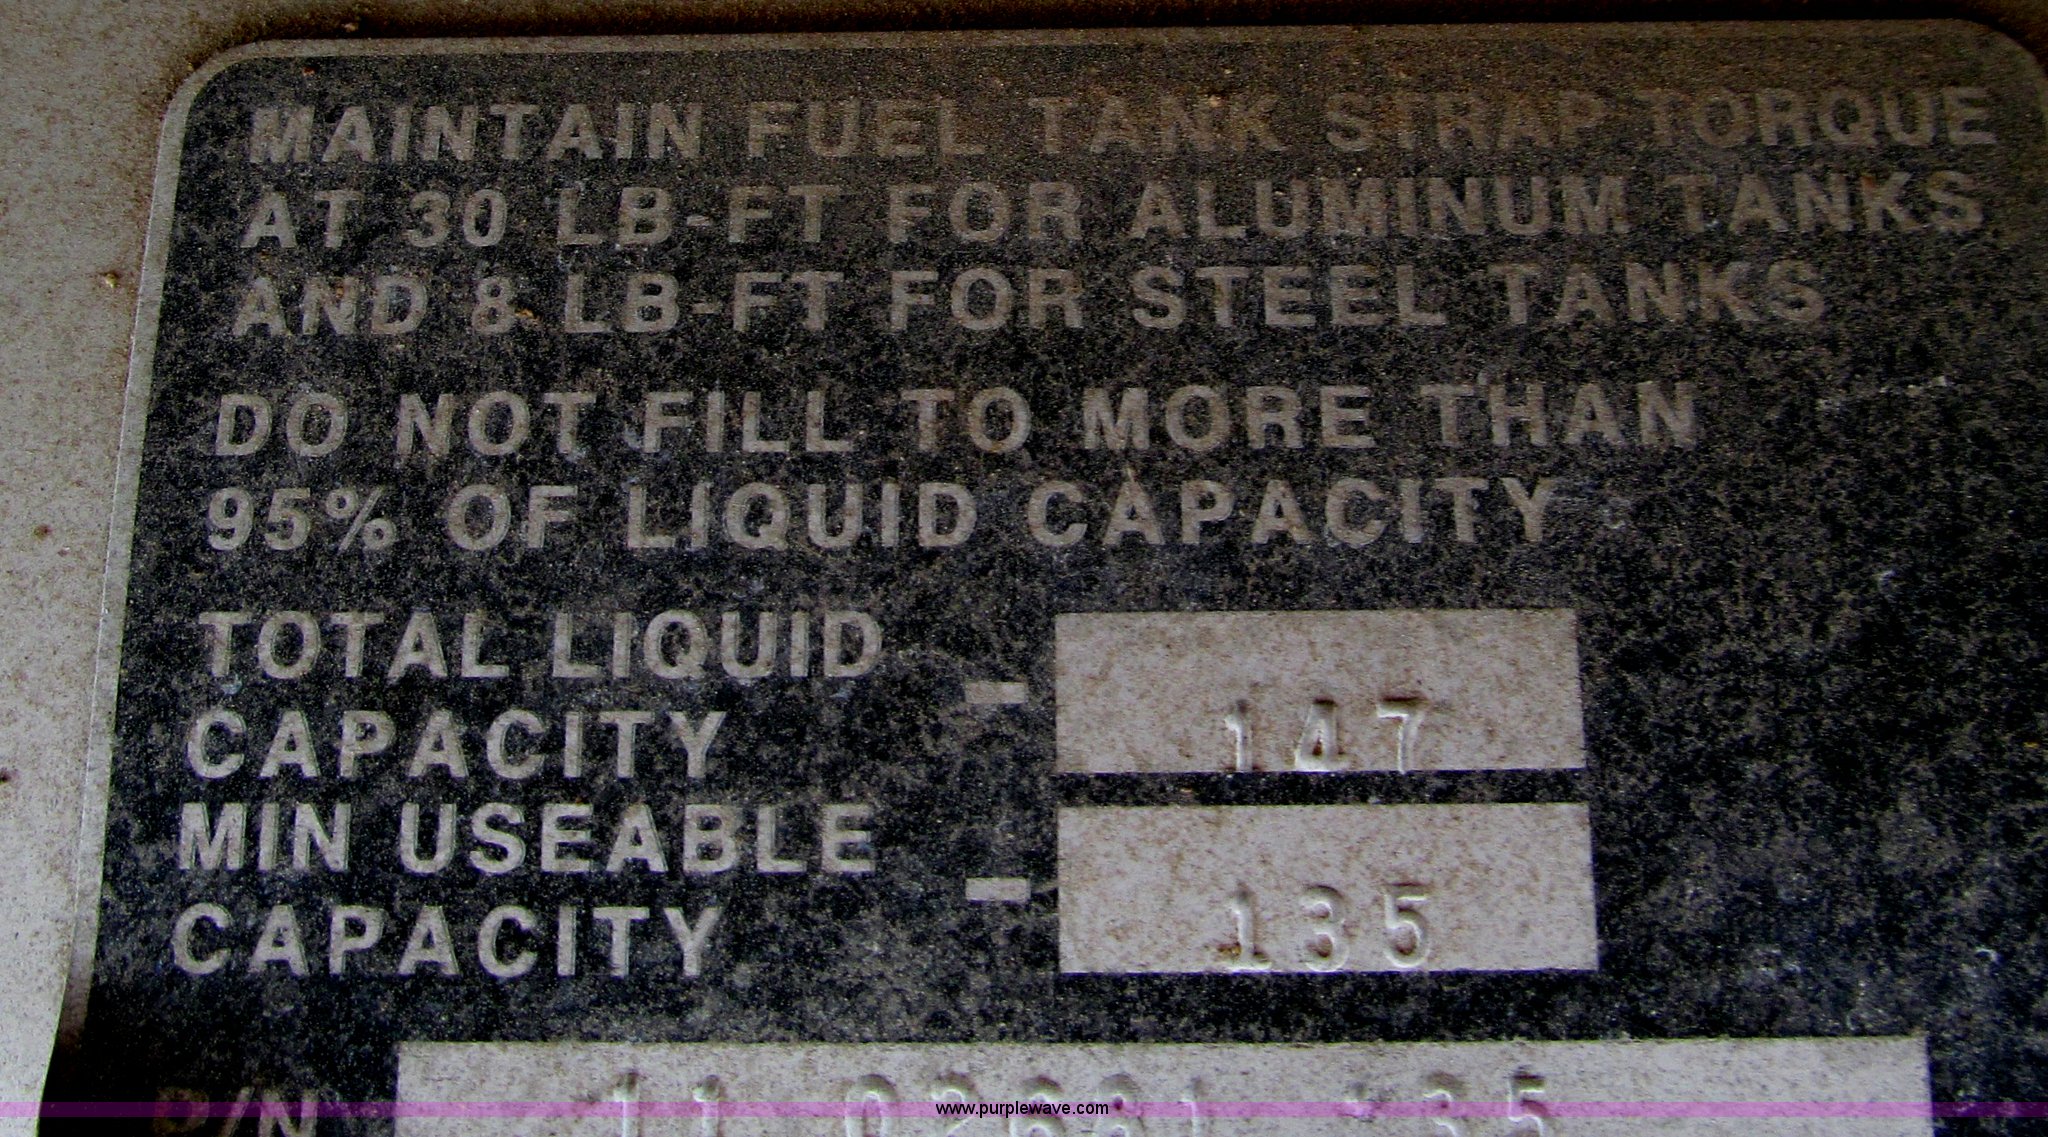 MAINTAIN FUEL TANK STRAP TORQUE
AT 30 LB-FT FOR ALUMINUM TANKS
AND 8 LB-FT FOR STEEL TANKS
DO NOT FILL TO MORE THAN
95% OF LIQUID CAPACITY
TOTAL LIQUID
CAPACITY - 147
MIN USEABLE
CAPACITY - 135
P/N 11 
www.purplewave.com